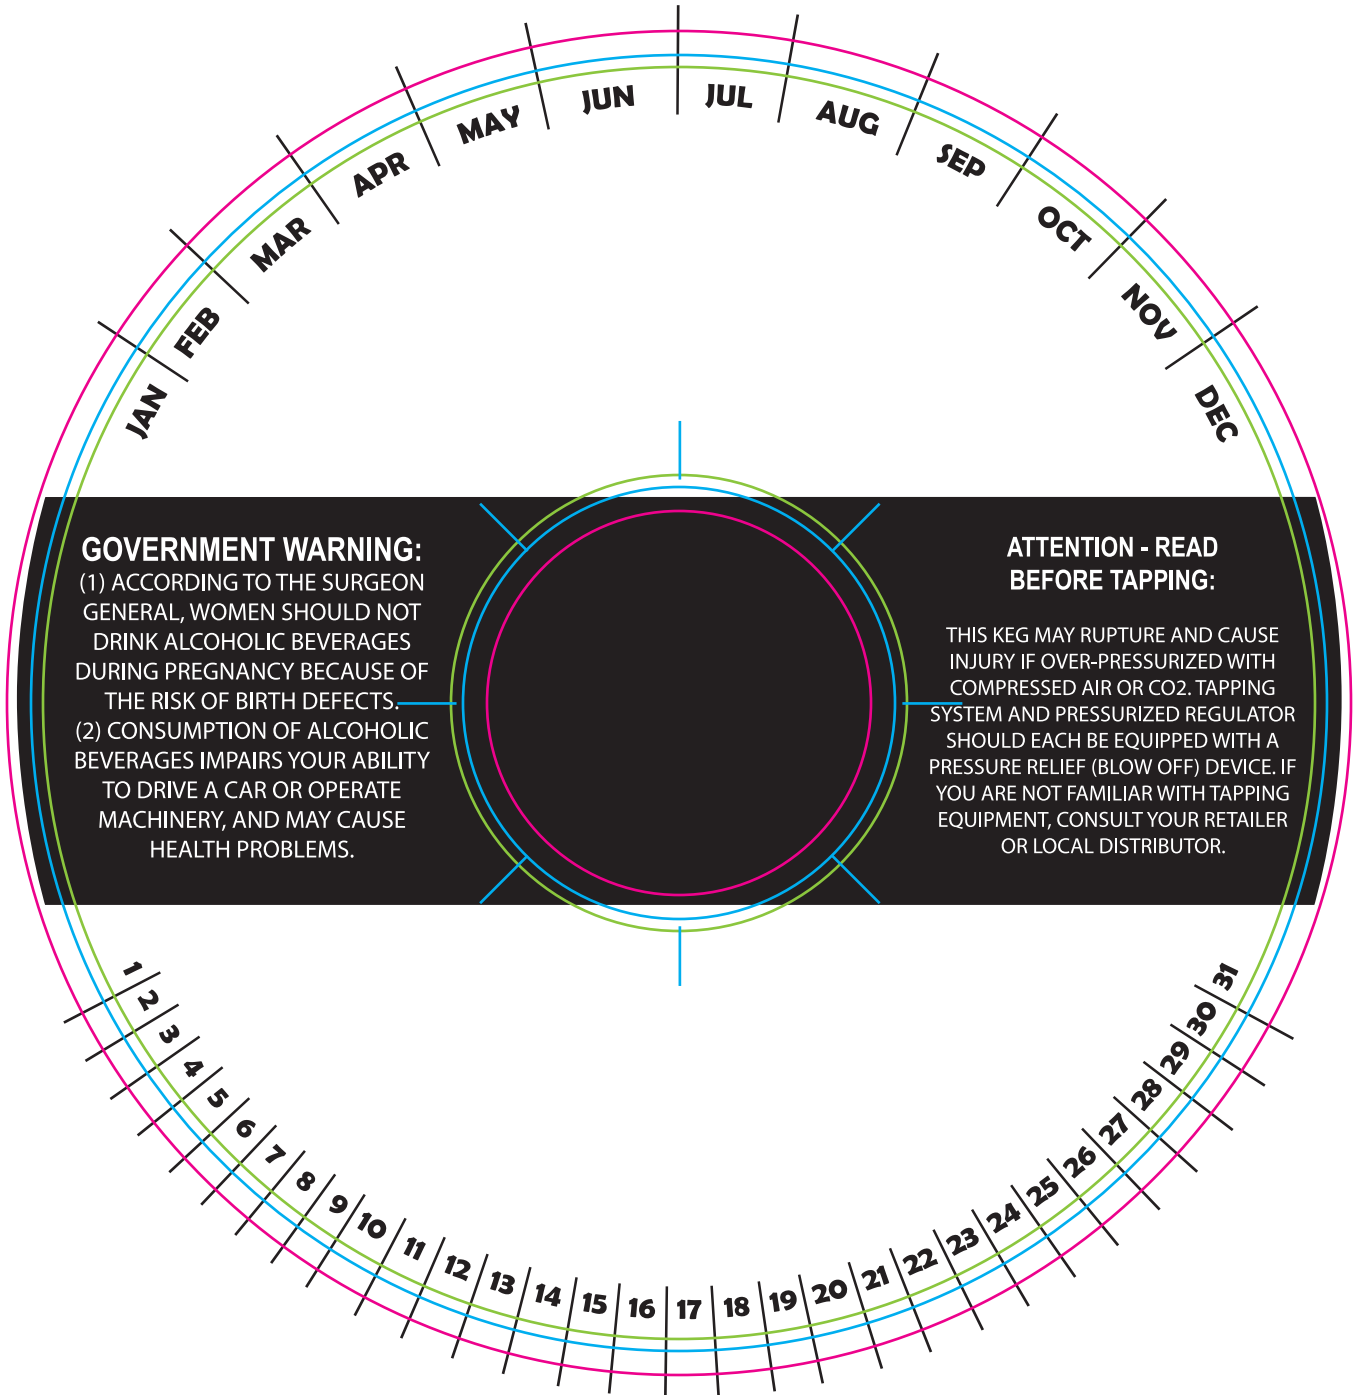 JAN
FEB
MAR
APR
MAY
JUN
JUL
AUG
SEP
OCT
NOV
DEC
GOVERNMENT WARNING:
(1) ACCORDING TO THE SURGEON
GENERAL, WOMEN SHOULD NOT
DRINK ALCOHOLIC BEVERAGES
DURING PREGNANCY BECAUSE OF
THE RISK OF BIRTH DEFECTS.
(2) CONSUMPTION OF ALCOHOLIC
BEVERAGES IMPAIRS YOUR ABILITY
TO DRIVE A CAR OR OPERATE
MACHINERY, AND MAY CAUSE
HEALTH PROBLEMS.
ATTENTION - READ
BEFORE TAPPING:
THIS KEG MAY RUPTURE AND CAUSE
INJURY IF OVER-PRESSURIZED WITH
COMPRESSED AIR OR CO2. TAPPING
SYSTEM AND PRESSURIZED REGULATOR
SHOULD EACH BE EQUIPPED WITH A
PRESSURE RELIEF (BLOW OFF) DEVICE. IF
YOU ARE NOT FAMILIAR WITH TAPPING
EQUIPMENT, CONSULT YOUR RETAILER
OR LOCAL DISTRIBUTOR.
1
2
3
4
5
6
7
8
9
10
11
12
13
14
15
16
17
18
19
20
21
22
23
24
25
26
27
28
29
30
31